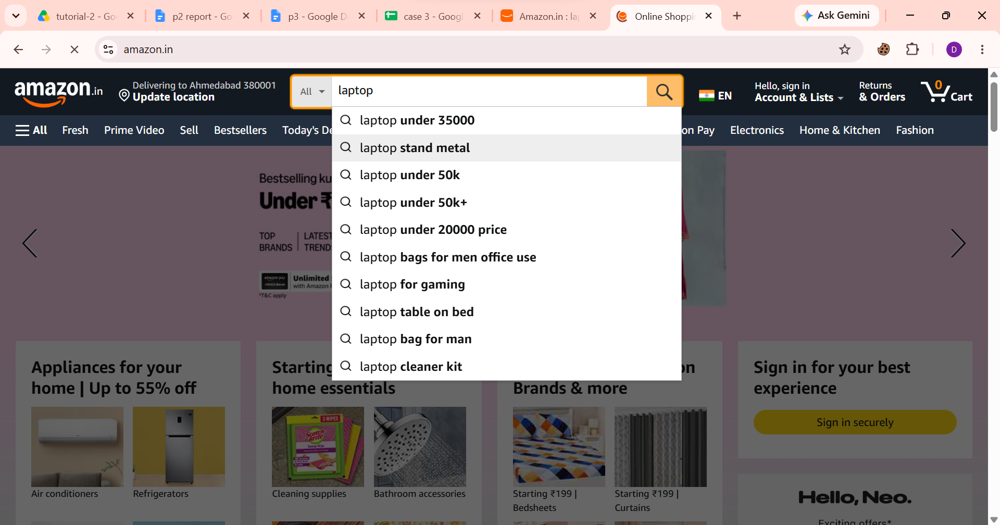 tutorial-2 - Go
p2 report - Go
p3 - Google D
case 3 - Googl
Amazon.in : la
Online Shoppi
Ask Gemini
amazon.in
D
amazon.in
Delivering to Ahmedabad 380001
Update location
All
laptop
EN
Hello, sign in
Account & Lists
Returns
& Orders
0
Cart
All
Fresh
Prime Video
Sell
Bestsellers
Today's De
on Pay
Electronics
Home & Kitchen
Fashion
laptop under 35000
laptop stand metal
laptop under 50k
laptop under 50k+
laptop under 20000 price
laptop bags for men office use
laptop for gaming
laptop table on bed
laptop bag for man
laptop cleaner kit
Bestselling ku
Under ₹
TOP
BRANDS
LATEST
TREND
amazon pay
Unlimited
with Amazon
*T&C apply
Appliances for your
home | Up to 55% off
Air conditioners
Refrigerators
Starting
home essentials
3 WIPES
Scotch
Brite
Cleaning supplies
Bathroom accessories
on
Brands & more
Starting ₹199 |
Bedsheets
Starting ₹199 |
Curtains
Sign in for your best
experience
Sign in securely
Hello, Neo.
Exciting offers*